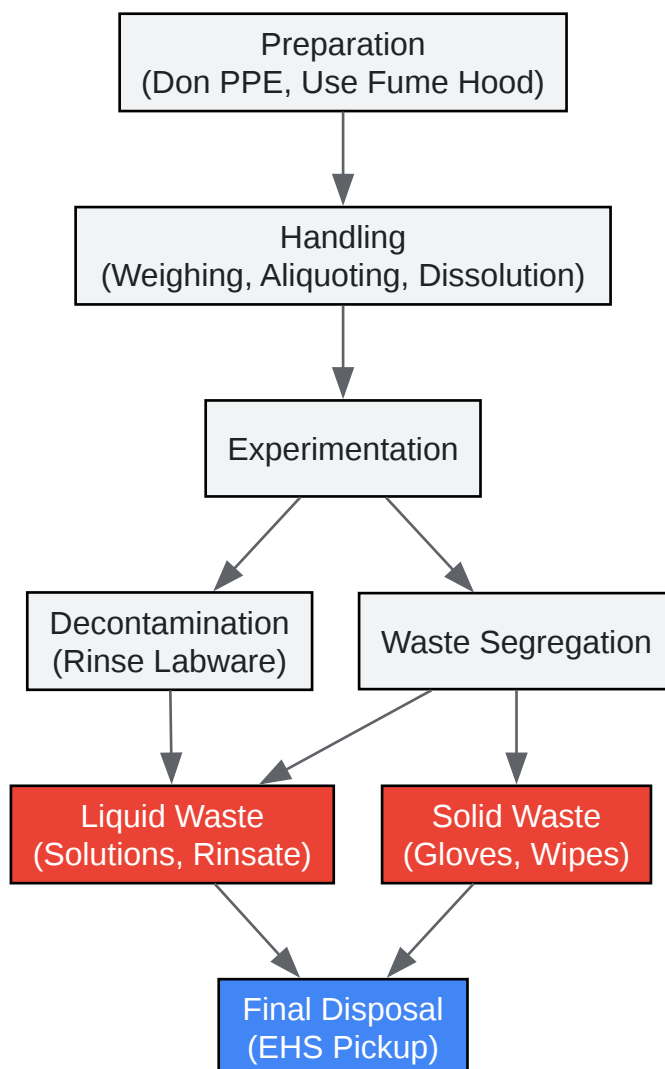 Preparation
(Don PPE, Use Fume Hood)
Handling
(Weighing, Aliquoting, Dissolution)
Experimentation
Decontamination
(Rinse Labware)
Waste Segregation
Liquid Waste
(Solutions, Rinsate)
Solid Waste
(Gloves, Wipes)
Final Disposal
(EHS Pickup)